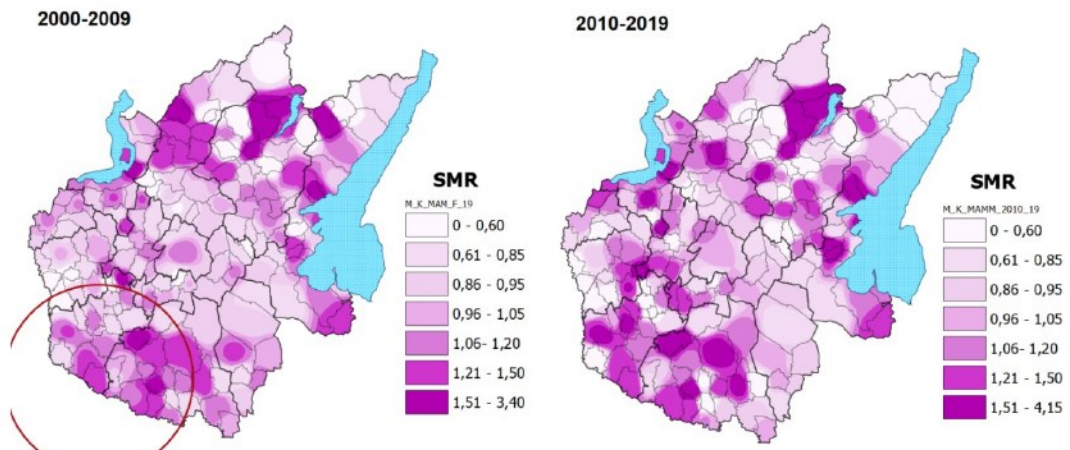 2000-2009
SMR
M_K_MAM_F_19
0 - 0,60
0,61 - 0,85
0,86 - 0,95
0,96 - 1,05
1,06- 1,20
1,21 - 1,50
1,51 - 3,40
2010-2019
SMR
M_K_MAMM_2010_19
0 - 0,60
0,61 - 0,85
0,86 - 0,95
0,96 - 1,05
1,06- 1,20
1,21 - 1,50
1,51 - 4,15